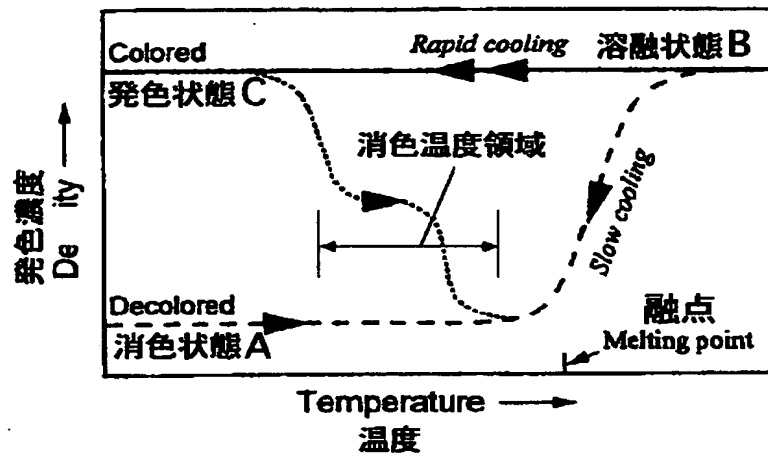 Colored
Rapid cooling
溶融状態B
発色状態C
消色温度領域
Slow cooling
発色濃度
De ity
Decolored
消色状態A
融点
Melting point
Temperature
温度